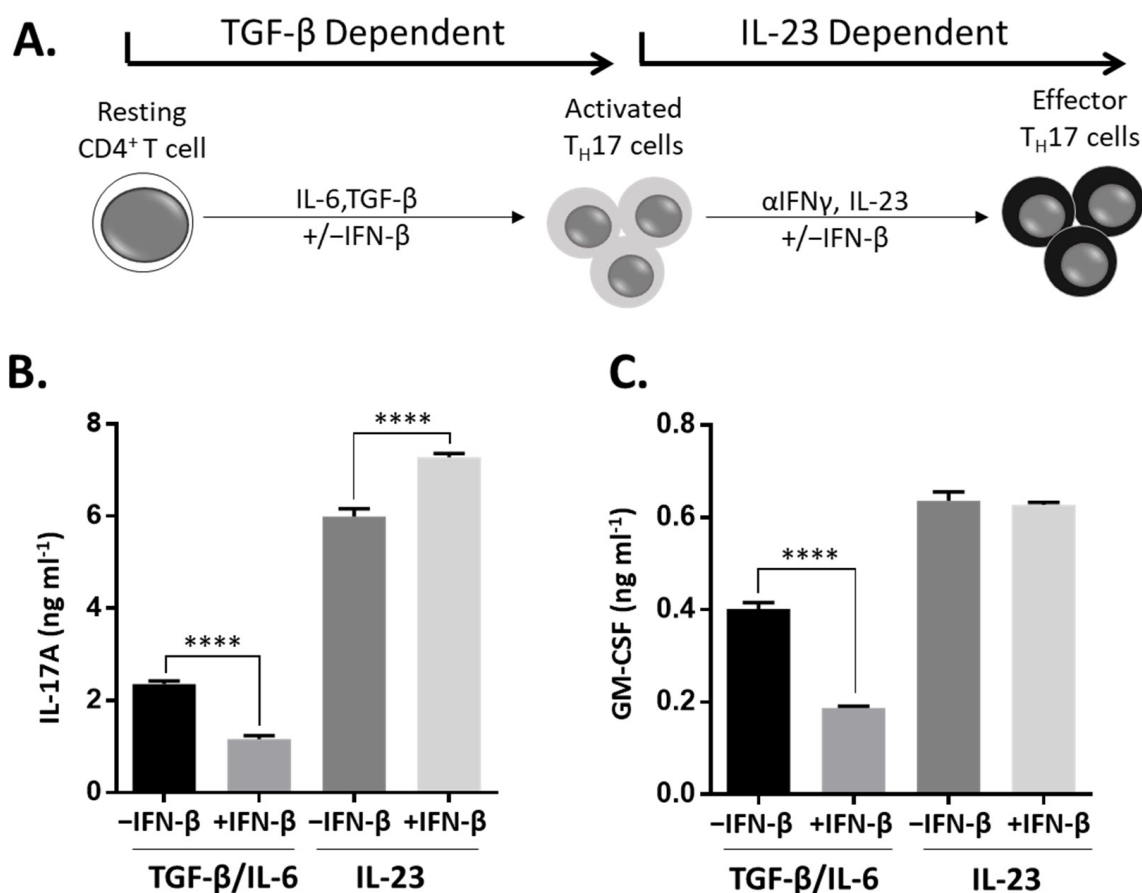 A.
TGF-β Dependent
IL-23 Dependent
Resting
CD4⁺ T cell
IL-6,TGF-β
+/−IFN-β
Activated
T_H17 cells
αIFNγ, IL-23
+/−IFN-β
Effector
T_H17 cells
B.
IL-17A (ng ml⁻¹)
8
6
4
2
0
****
****
−IFN-β +IFN-β −IFN-β +IFN-β
TGF-β/IL-6 IL-23
C.
GM-CSF (ng ml⁻¹)
0.8
0.6
0.4
0.2
0.0
****
−IFN-β +IFN-β −IFN-β +IFN-β
TGF-β/IL-6 IL-23